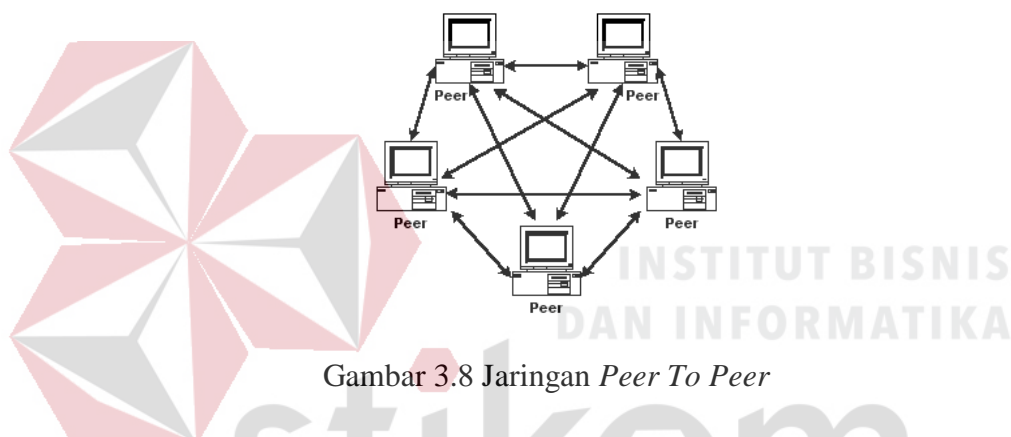 Peer
Peer
Peer
Peer
Peer
INSTITUT BISNIS
DAN INFORMATIKA
Gambar 3.8 Jaringan Peer To Peer
stikom